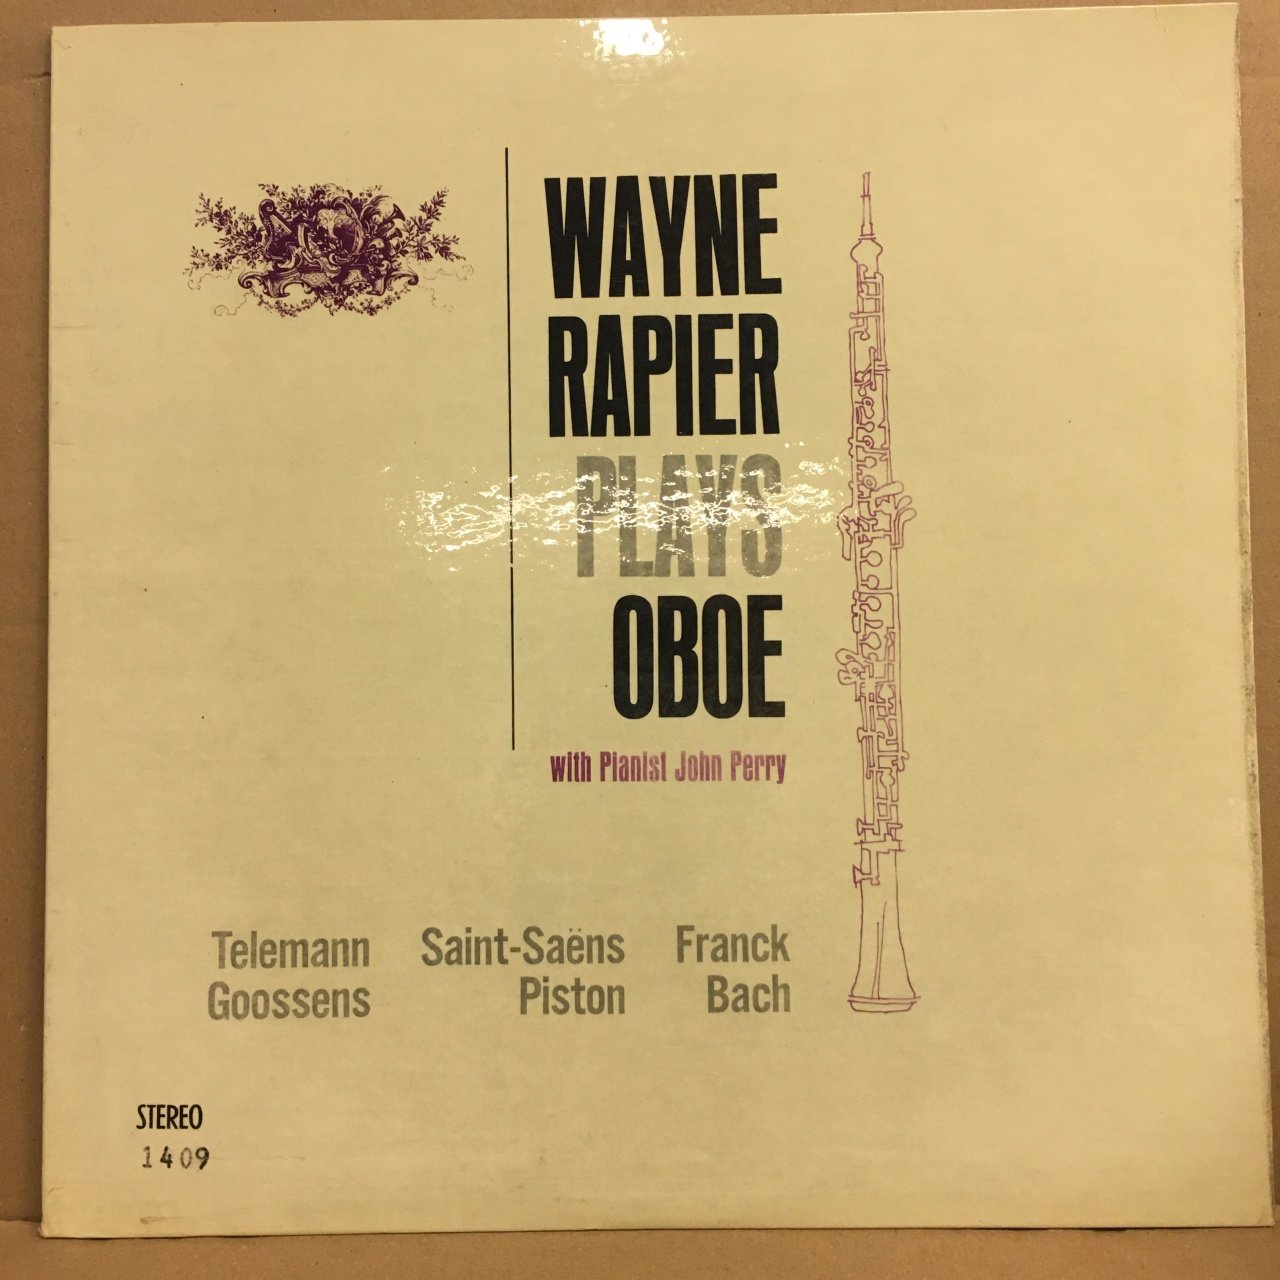 WAYNE
RAPIER
PLAYS
OBOE
with Pianist John Perry
Telemann Saint-Saëns Franck
Goossens Piston Bach
STEREO
1409